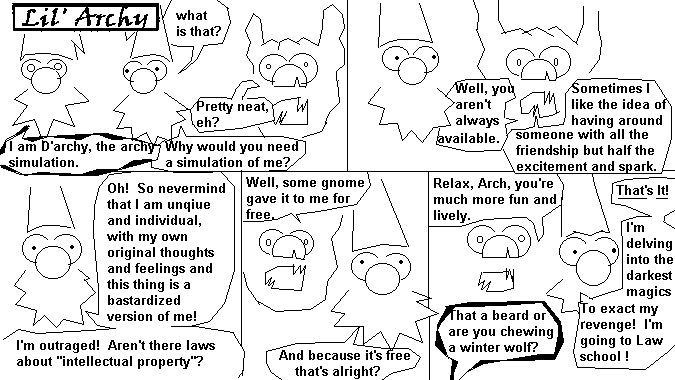 Lil' Archy
what
is that?
Pretty neat,
eh?
I am D'archy, the archy
simulation.
Why would you need
a simulation of me?
Well, you
aren't
always
available.
Sometimes I
like the idea of
having around
someone with all the
friendship but half the
excitement and spark.
Oh! So nevermind
that I am unqiue
and individual,
with my own
original thoughts
and feelings and
this thing is a
bastardized
version of me!
I'm outraged! Aren't there laws
about "intellectual property"?
Well, some gnome
gave it to me for
free.
And because it's free
that's alright?
Relax, Arch, you're
much more fun and
lively.
That a beard or
are you chewing
a winter wolf?
That's It!
I'm
delving
into the
darkest
magics
To exact my
revenge! I'm
going to Law
school !